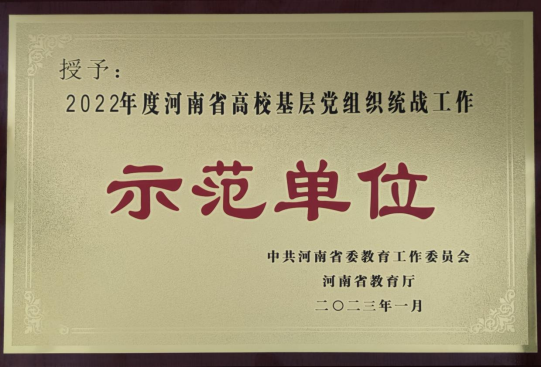 授予：
2022年度河南省高校基层党组织统战工作
示范单位
中共河南省委教育工作委员会
河南省教育厅
二〇二三年一月